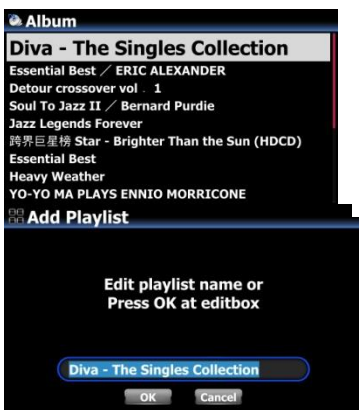 Album
Diva - The Singles Collection
Essential Best ／ ERIC ALEXANDER
Detour crossover vol . 1
Soul To Jazz II ／ Bernard Purdie
Jazz Legends Forever
跨界巨星榜 Star - Brighter Than the Sun (HDCD)
Essential Best
Heavy Weather
YO-YO MA PLAYS ENNIO MORRICONE
Add Playlist
Edit playlist name or
Press OK at editbox
Diva - The Singles Collection
OK Cancel